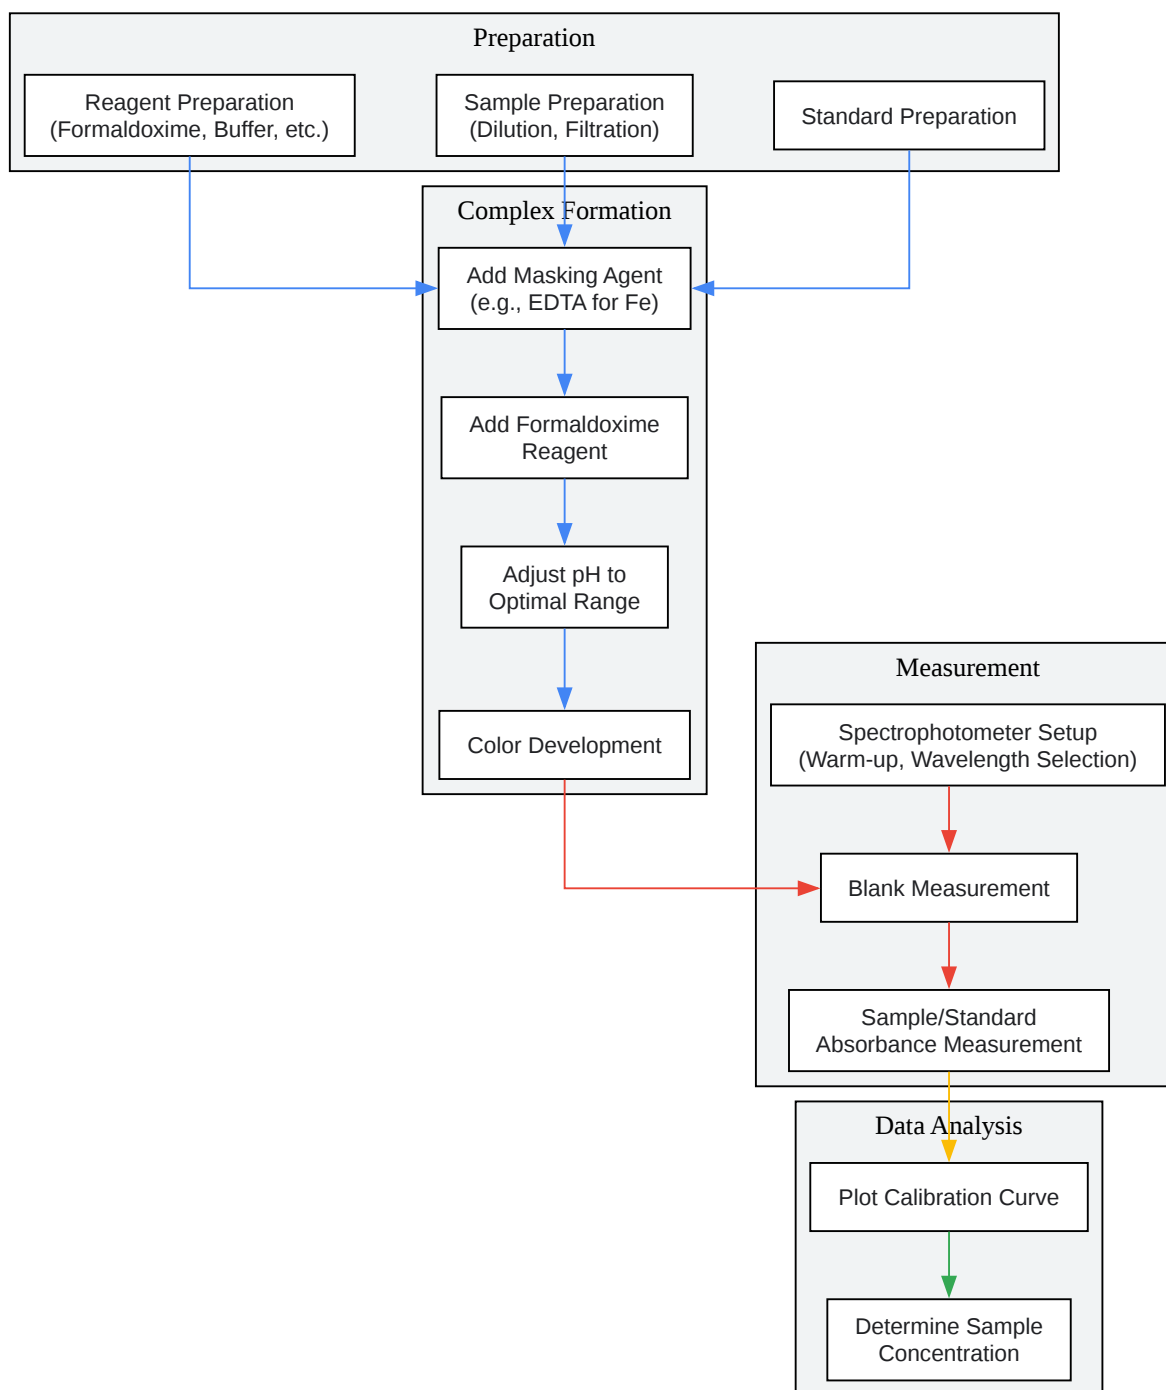 Preparation
Reagent Preparation
(Formaldoxime, Buffer, etc.)
Sample Preparation
(Dilution, Filtration)
Standard Preparation
Complex Formation
Add Masking Agent
(e.g., EDTA for Fe)
Add Formaldoxime
Reagent
Adjust pH to
Optimal Range
Color Development
Measurement
Spectrophotometer Setup
(Warm-up, Wavelength Selection)
Blank Measurement
Sample/Standard
Absorbance Measurement
Data Analysis
Plot Calibration Curve
Determine Sample
Concentration